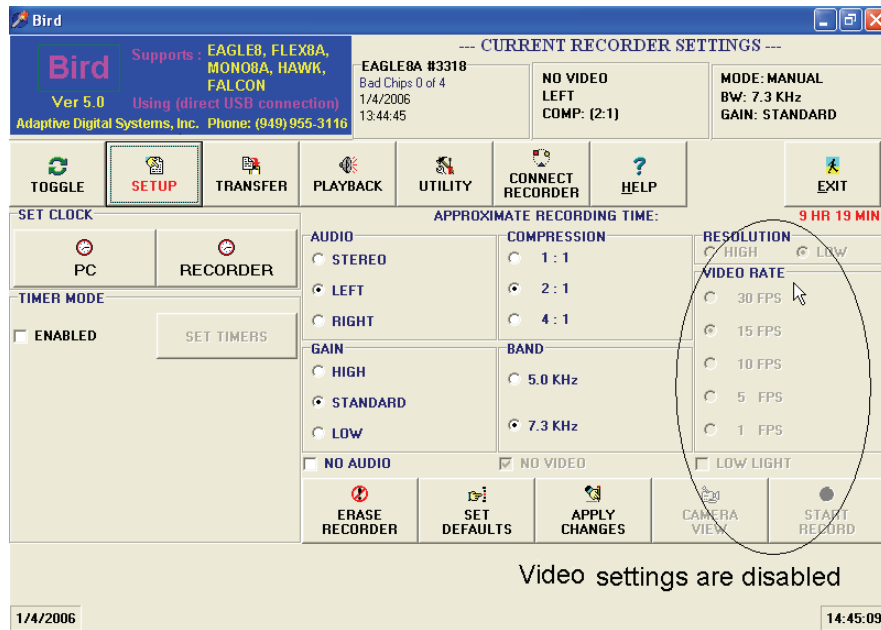 Bird
Bird
Ver 5.0
Supports : EAGLE8, FLEX8A,
MONO8A, HAWK,
FALCON
Using (direct USB connection)
Adaptive Digital Systems, Inc. Phone: (949) 955-3116
--- CURRENT RECORDER SETTINGS ---
EAGLE8A #3318
Bad Chips 0 of 4
1/4/2006
13:44:45
NO VIDEO
LEFT
COMP: (2:1)
MODE: MANUAL
BW: 7.3 KHz
GAIN: STANDARD
TOGGLE
SETUP
TRANSFER
PLAYBACK
UTILITY
CONNECT
RECORDER
HELP
EXIT
SET CLOCK
PC
RECORDER
TIMER MODE
ENABLED
SET TIMERS
APPROXIMATE RECORDING TIME:
9 HR 19 MIN
AUDIO
STEREO
LEFT
RIGHT
COMPRESSION
1 : 1
2 : 1
4 : 1
RESOLUTION
HIGH
LOW
VIDEO RATE
30 FPS
15 FPS
10 FPS
5 FPS
1 FPS
GAIN
HIGH
STANDARD
LOW
BAND
5.0 KHz
7.3 KHz
NO AUDIO
NO VIDEO
LOW LIGHT
ERASE
RECORDER
SET
DEFAULTS
APPLY
CHANGES
CAMERA
VIEW
START
RECORD
Video settings are disabled
1/4/2006
14:45:09